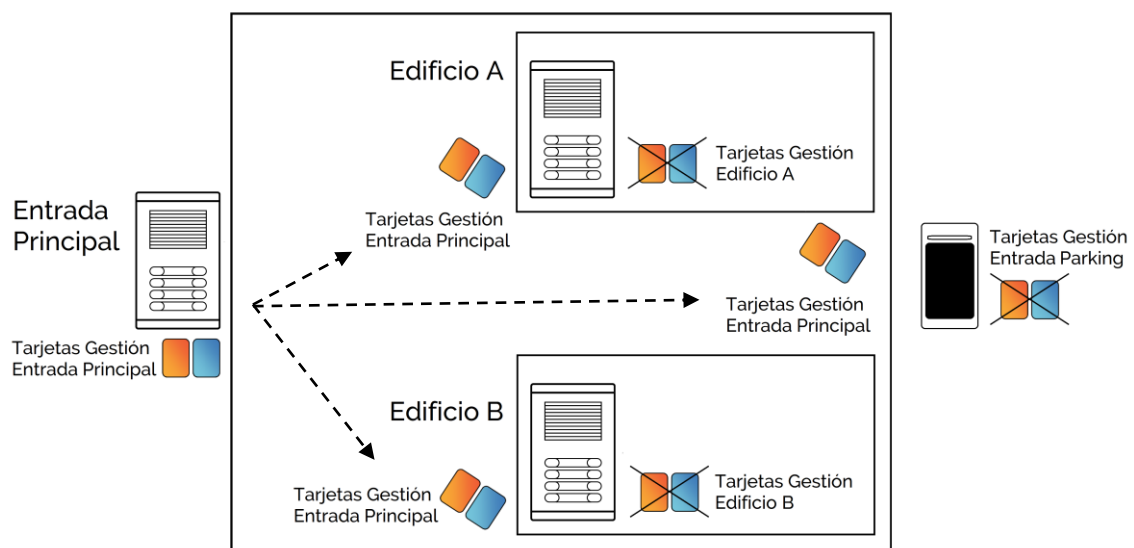 Edificio A
Tarjetas Gestión
Edificio A
Entrada
Principal
Tarjetas Gestión
Entrada Principal
Tarjetas Gestión
Entrada Parking
Tarjetas Gestión
Entrada Principal
Tarjetas Gestión
Entrada Principal
Edificio B
Tarjetas Gestión
Edificio B
Tarjetas Gestión
Entrada Principal